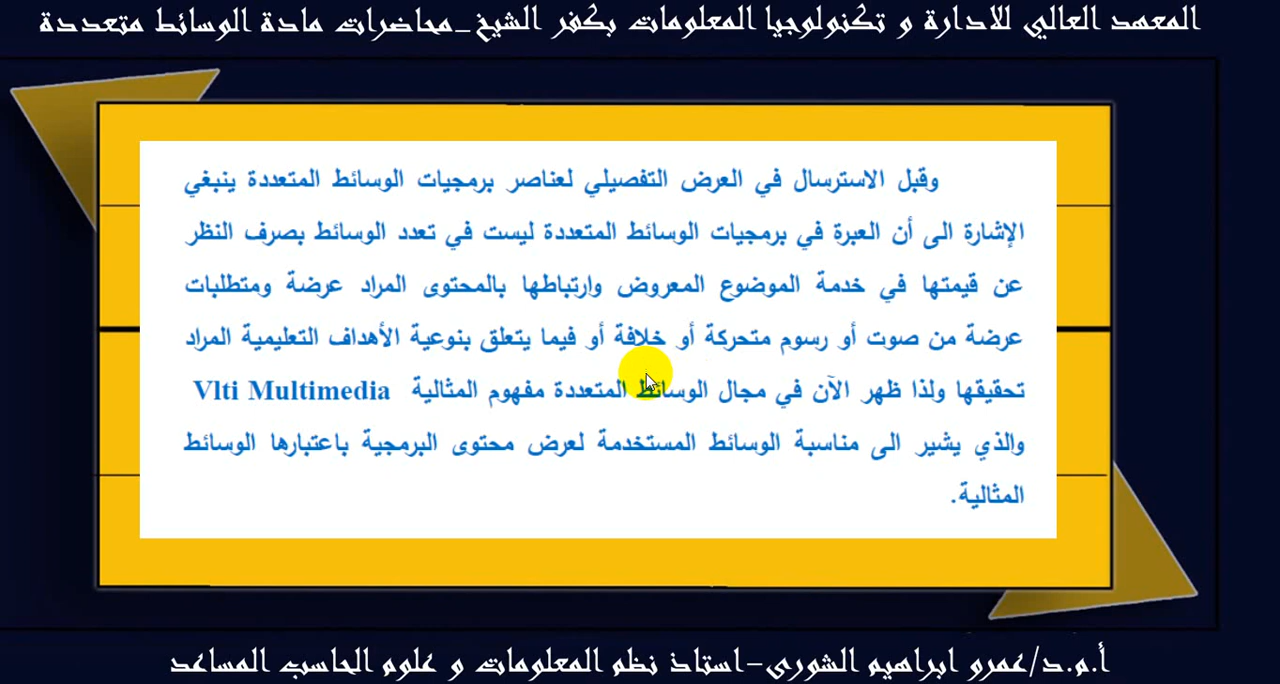 المعهد العالي للادارة و تكنولوجيا المعلومات بكفر الشيخ_محاضرات مادة الوسائط متعددة
وقبل الاسترسال في العرض التفصيلي لعناصر برمجيات الوسائط المتعددة ينبغي
الإشارة الى أن العبرة في برمجيات الوسائط المتعددة ليست في تعدد الوسائط بصرف النظر
عن قيمتها في خدمة الموضوع المعروض وارتباطها بالمحتوى المراد عرضة ومتطلبات
عرضة من صوت أو رسوم متحركة أو خلافة أو فيما يتعلق بنوعية الأهداف التعليمية المراد
تحقيقها ولذا ظهر الآن في مجال الوسائط المتعددة مفهوم المثالية Vlti Multimedia
والذي يشير الى مناسبة الوسائط المستخدمة لعرض محتوى البرمجية باعتبارها الوسائط
المثالية.
أ.م.د/عمرو ابراهيم الشورى-استاذ نظم المعلومات و علوم الحاسب المساعد